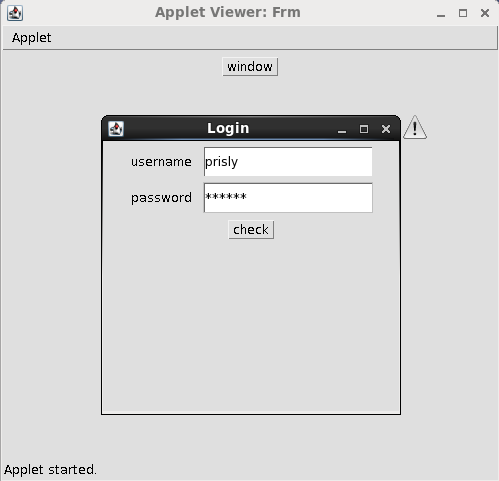 Applet Viewer: Frm
Applet
window
Login
username prisly
password ******
check
Applet started.